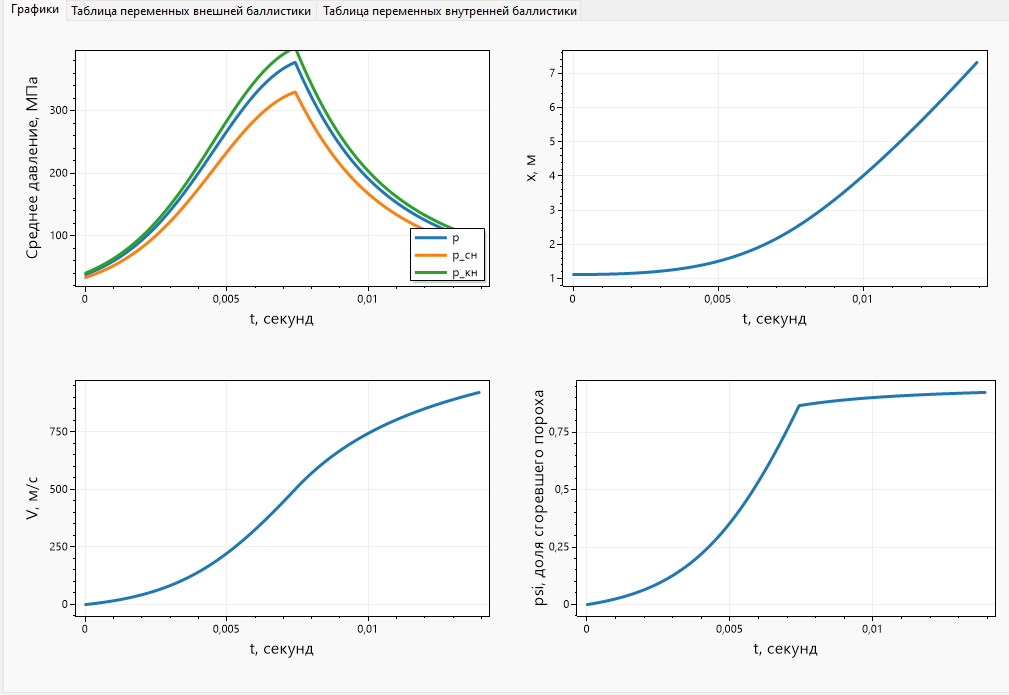 Графики Таблица переменных внешней баллистики Таблица переменных внутренней баллистики
Среднее давление, МПа
300
200
100
0 0,005 0,01
t, секунд
p
p_сн
p_кн
x, м
7
6
5
4
3
2
1
0 0,005 0,01
t, секунд
V, м/с
750
500
250
0
0 0,005 0,01
t, секунд
psi, доля сгоревшего пороха
0,75
0,5
0,25
0
0 0,005 0,01
t, секунд